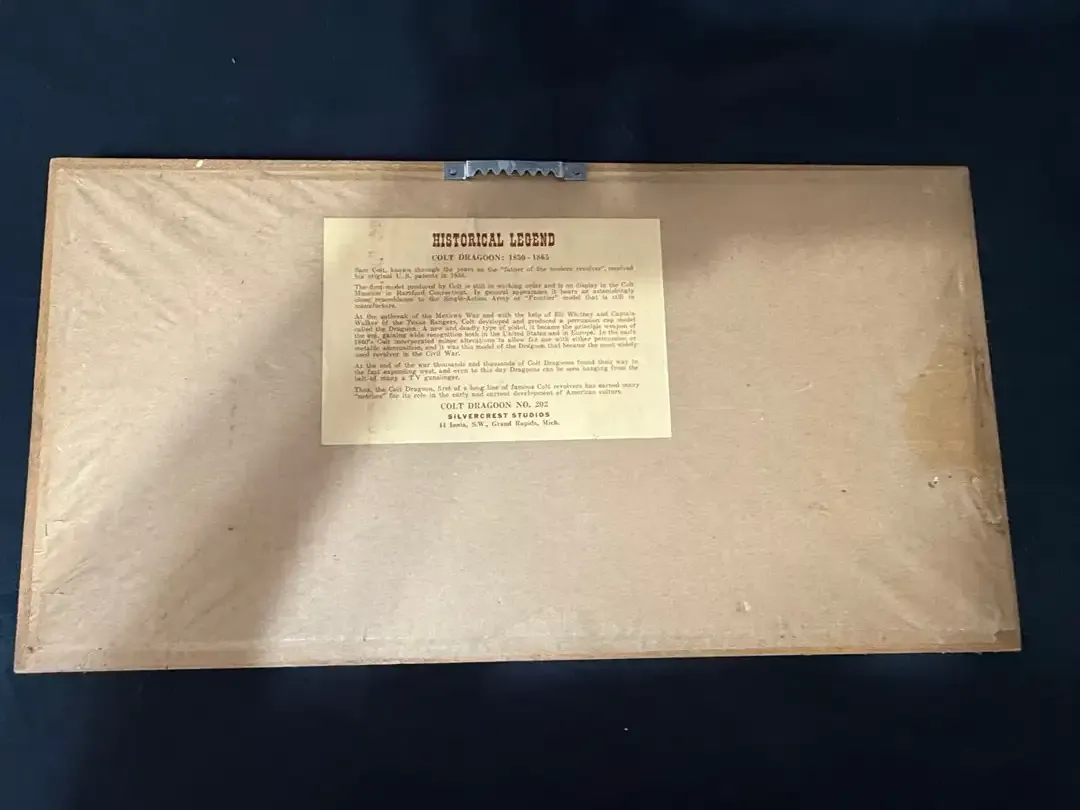 HISTORICAL LEGEND
COLT DRAGOON: 1850 - 1865
Sam Colt, known through the years as the "father of the modern revolver", received
his original U. S. patents in 1836.
The first model produced by Colt is still in working order and is on display in the Colt
Museum in Hartford, Connecticut. In general appearance it bears an astonishingly
close resemblance to the Single-Action Army or "Frontier" model that is still in
manufacture.
At the outbreak of the Mexican War and with the help of Eli Whitney and Captain
Walker of the Texas Rangers, Colt developed and produced a percussion cap model
called the Dragoon. A new and deadly type of pistol, it became the principle weapon of
the era, gaining wide recognition both in the United States and in Europe. In the early
1860's Colt incorporated minor alterations to allow for use with either percussion or
metallic ammunition, and it was this model of the Dragoon that became the most widely
used revolver in the Civil War.
At the end of the war thousands and thousands of Colt Dragoons found their way to
the fast expanding west, and even to this day Dragoons can be seen hanging from the
belt of many a TV gunslinger.
Thus, the Colt Dragoon, first of a long line of famous Colt revolvers has earned many
"notches" for its role in the early and current development of American culture.
COLT DRAGOON NO. 202
SILVERCREST STUDIOS
44 Ionia, S.W., Grand Rapids, Mich.